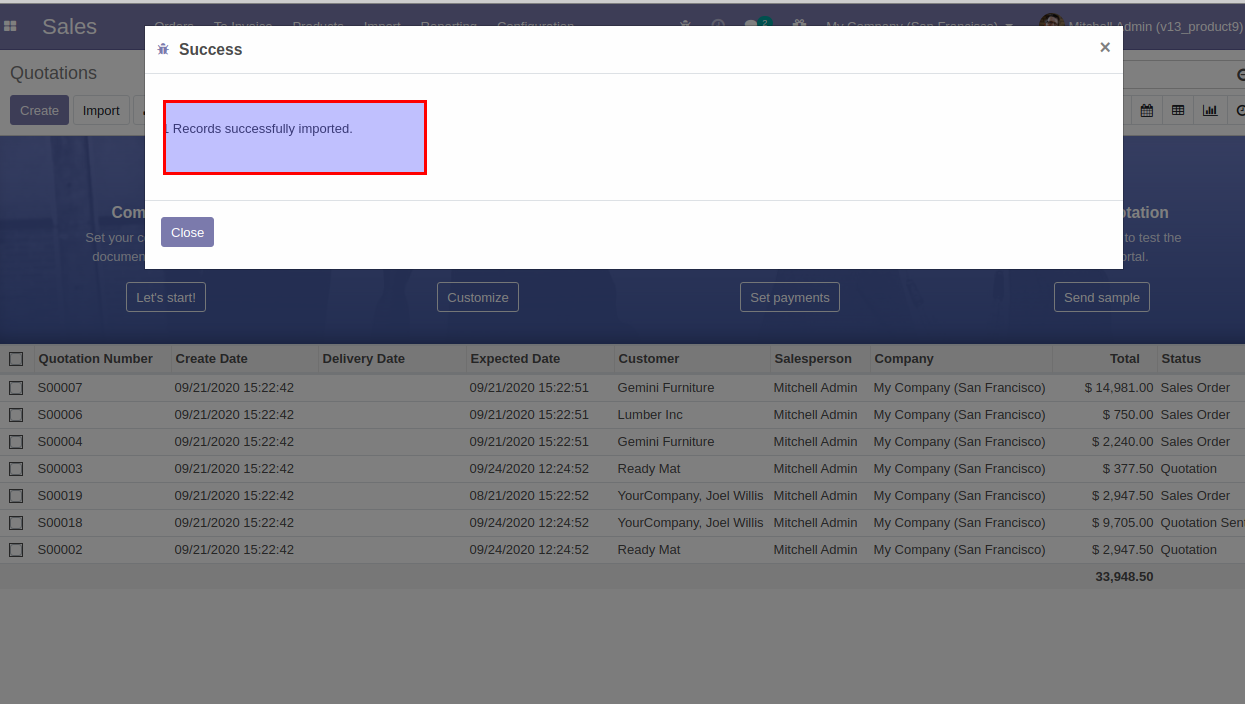 Sales Orders To Invoice Products Import Reporting Configuration 2 My Company (San Francisco) Mitchell Admin (v13_product9)
Success ×
Quotations
Create Import
1 Records successfully imported.
Close
Com
Set your c
documen
Let's start!
Customize
Set payments
otation
to test the
ortal.
Send sample
Quotation Number Create Date Delivery Date Expected Date Customer Salesperson Company Total Status
S00007 09/21/2020 15:22:42 09/21/2020 15:22:51 Gemini Furniture Mitchell Admin My Company (San Francisco) $ 14,981.00 Sales Order
S00006 09/21/2020 15:22:42 09/21/2020 15:22:51 Lumber Inc Mitchell Admin My Company (San Francisco) $ 750.00 Sales Order
S00004 09/21/2020 15:22:42 09/21/2020 15:22:51 Gemini Furniture Mitchell Admin My Company (San Francisco) $ 2,240.00 Sales Order
S00003 09/21/2020 15:22:42 09/24/2020 12:24:52 Ready Mat Mitchell Admin My Company (San Francisco) $ 377.50 Quotation
S00019 09/21/2020 15:22:42 08/21/2020 15:22:52 YourCompany, Joel Willis Mitchell Admin My Company (San Francisco) $ 2,947.50 Sales Order
S00018 09/21/2020 15:22:42 09/24/2020 12:24:52 YourCompany, Joel Willis Mitchell Admin My Company (San Francisco) $ 9,705.00 Quotation Sent
S00002 09/21/2020 15:22:42 09/24/2020 12:24:52 Ready Mat Mitchell Admin My Company (San Francisco) $ 2,947.50 Quotation
33,948.50